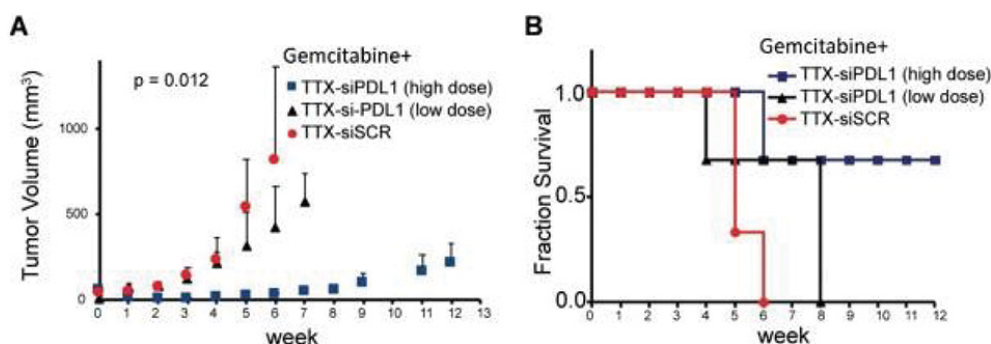 A
Gemcitabine+
p = 0.012
TTX-siPDL1 (high dose)
TTX-si-PDL1 (low dose)
TTX-siSCR
Tumor Volume (mm³)
1000
500
0
0 1 2 3 4 5 6 7 8 9 11 12 13
week
B
Gemcitabine+
TTX-siPDL1 (high dose)
TTX-siPDL1 (low dose)
TTX-siSCR
Fraction Survival
1.0
0.5
0.0
0 1 2 3 4 5 6 7 8 9 10 11 12
week